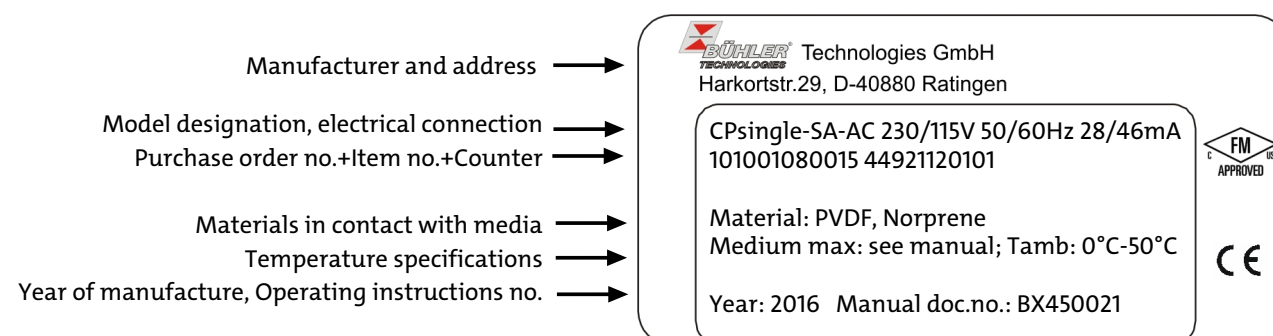 Manufacturer and address
Model designation, electrical connection
Purchase order no.+Item no.+Counter
Materials in contact with media
Temperature specifications
Year of manufacture, Operating instructions no.
BÜHLER Technologies GmbH
TECHNOLOGIES
Harkortstr.29, D-40880 Ratingen
CPsingle-SA-AC 230/115V 50/60Hz 28/46mA
101001080015 44921120101
Material: PVDF, Norprene
Medium max: see manual; Tamb: 0°C-50°C
Year: 2016 Manual doc.no.: BX450021
C FM US
APPROVED
CE